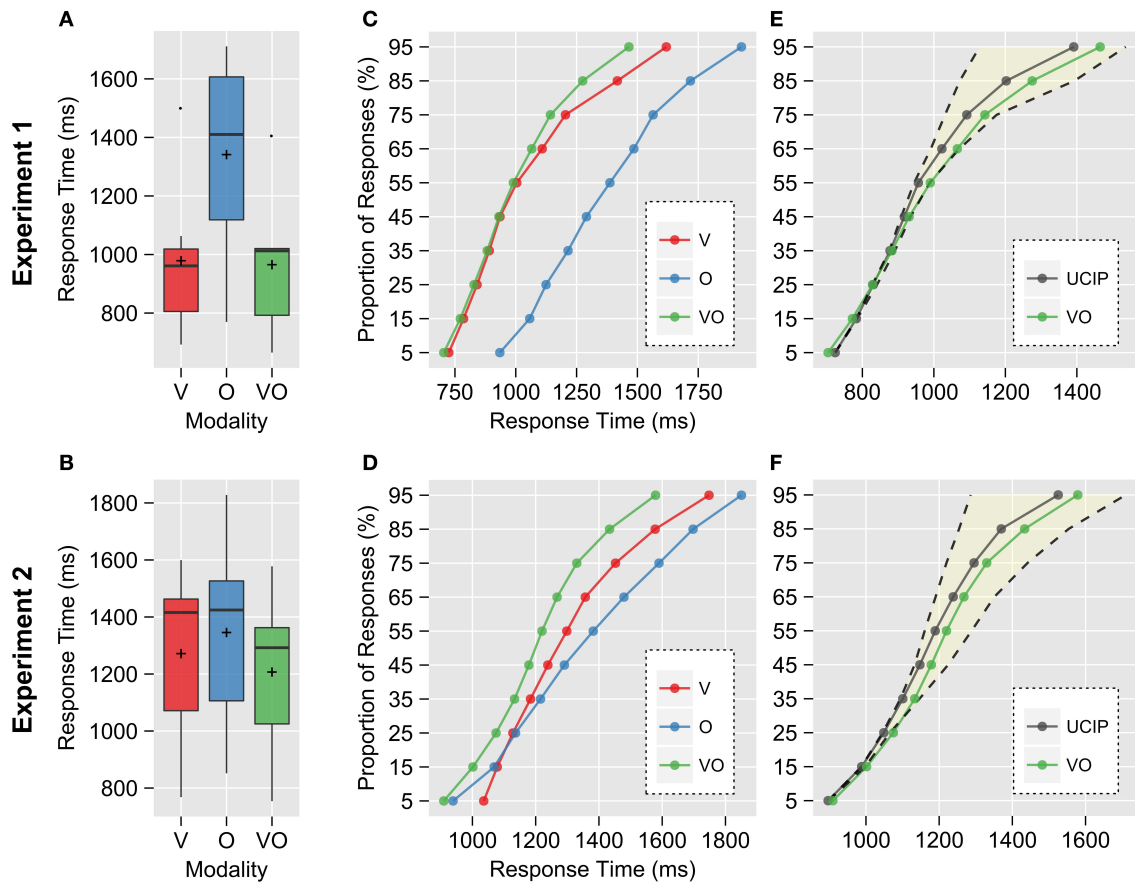 A
C
E
Experiment 1
Response Time (ms)
1600
1400
1200
1000
800
V O VO
Modality
Proportion of Responses (%)
95
85
75
65
55
45
35
25
15
5
V
O
VO
750 1000 1250 1500 1750
Response Time (ms)
95
85
75
65
55
45
35
25
15
5
UCIP
VO
800 1000 1200 1400
B
D
F
Experiment 2
Response Time (ms)
1800
1600
1400
1200
1000
800
V O VO
Modality
Proportion of Responses (%)
95
85
75
65
55
45
35
25
15
5
V
O
VO
1000 1200 1400 1600 1800
Response Time (ms)
95
85
75
65
55
45
35
25
15
5
UCIP
VO
1000 1200 1400 1600